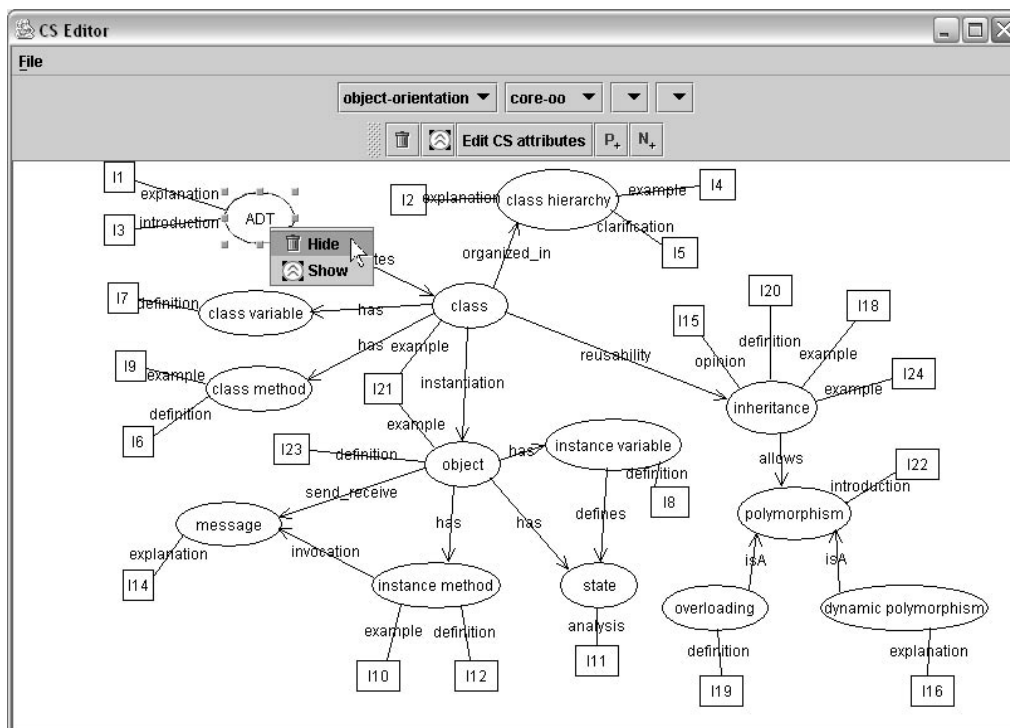 CS Editor
File
object-orientation core-oo
Edit CS attributes P+ N+
I1
explanation
I3 introduction ADT
Hide
Show
tes
I2 explanation class hierarchy example I4
clarification
I5
organized_in
I7 definition class variable has class
I20
I15 I18
definition
reusability opinion example
I9 example class method has example
I21 instantiation
I24
example inheritance
definition
I6
example
I23 definition object has instance variable
definition
I8
allows
I22
introduction
polymorphism
send_receive
message has has defines
explanation invocation
I14
isA isA
instance method state
overloading dynamic polymorphism
example definition analysis
I10 I12 I11
definition explanation
I19 I16